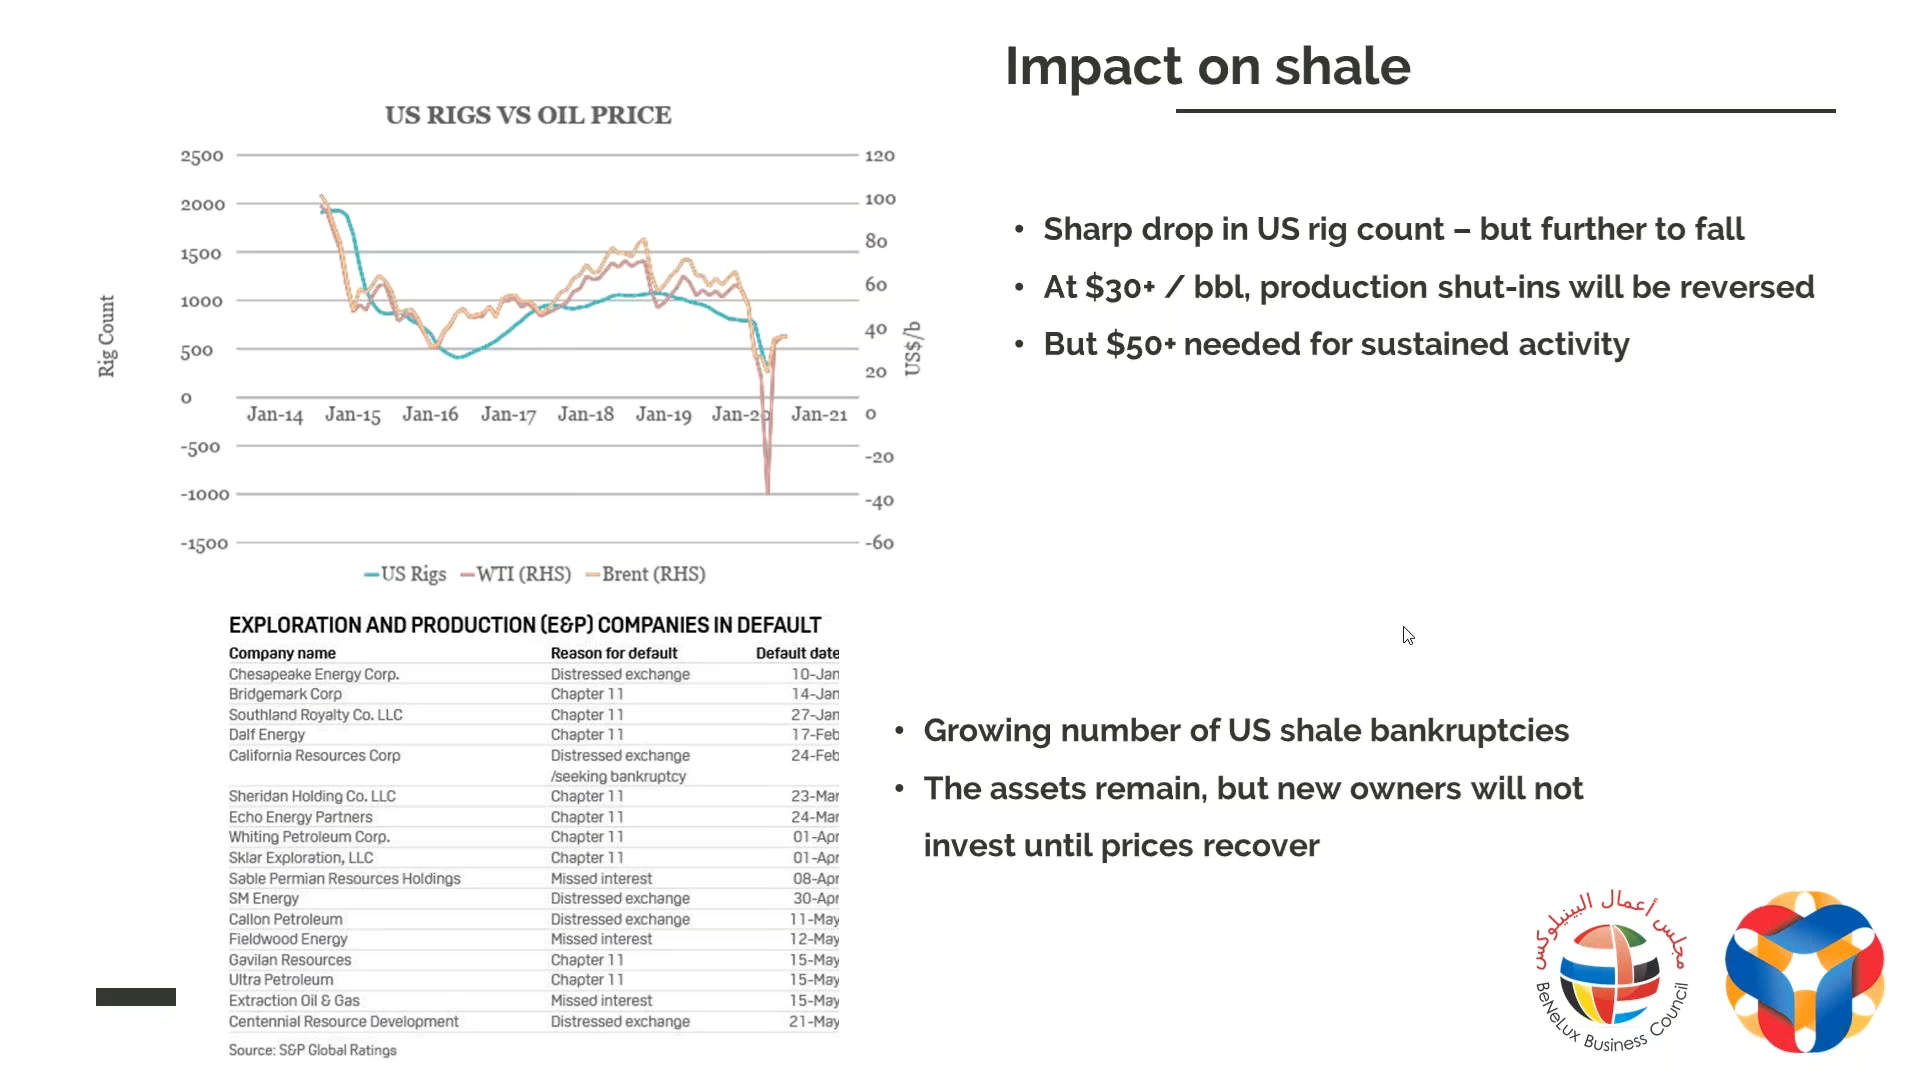 Impact on shale
US RIGS VS OIL PRICE
2500
2000
1500
1000
500
0
-500
-1000
-1500
Rig Count
120
100
80
60
40
20
0
-20
-40
-60
US$/b
Jan-14 Jan-15 Jan-16 Jan-17 Jan-18 Jan-19 Jan-20 Jan-21
US Rigs WTI (RHS) Brent (RHS)
• Sharp drop in US rig count – but further to fall
• At $30+ / bbl, production shut-ins will be reversed
• But $50+ needed for sustained activity
EXPLORATION AND PRODUCTION (E&P) COMPANIES IN DEFAULT
Company name Reason for default Default date
Chesapeake Energy Corp. Distressed exchange 10-Jan
Bridgemark Corp Chapter 11 14-Jan
Southland Royalty Co. LLC Chapter 11 27-Jan
Dalf Energy Chapter 11 17-Feb
California Resources Corp Distressed exchange 24-Feb
/seeking bankruptcy
Sheridan Holding Co. LLC Chapter 11 23-Mar
Echo Energy Partners Chapter 11 24-Mar
Whiting Petroleum Corp. Chapter 11 01-Apr
Sklar Exploration, LLC Chapter 11 01-Apr
Sable Permian Resources Holdings Missed interest 08-Apr
SM Energy Distressed exchange 30-Apr
Callon Petroleum Distressed exchange 11-May
Fieldwood Energy Missed interest 12-May
Gavilan Resources Chapter 11 15-May
Ultra Petroleum Chapter 11 15-May
Extraction Oil & Gas Missed interest 15-May
Centennial Resource Development Distressed exchange 21-May
Source: S&P Global Ratings
• Growing number of US shale bankruptcies
• The assets remain, but new owners will not
invest until prices recover
مجلس أعمال البينيلوكس
BeNeLux Business Council